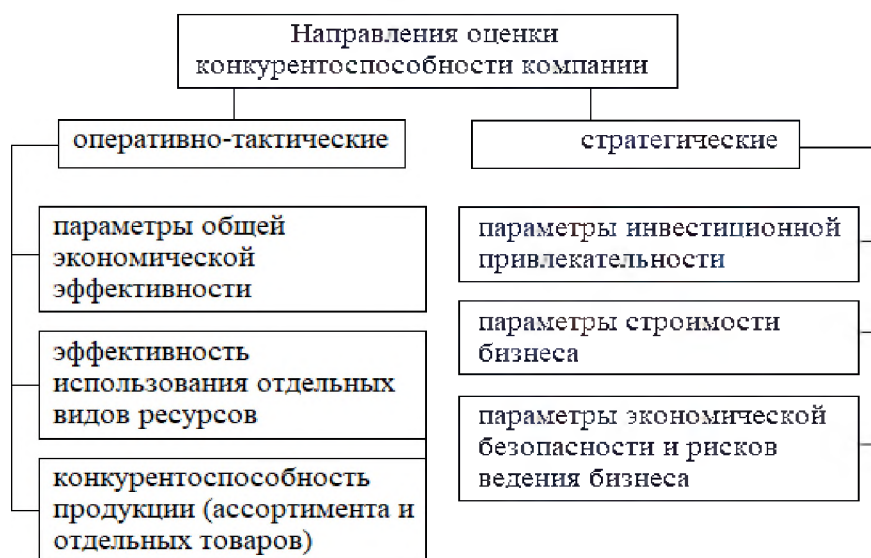 Направления оценки
конкурентоспособности компании
оперативно-тактические
стратегические
параметры общей
экономической
эффективности
эффективность
использования отдельных
видов ресурсов
конкурентоспособность
продукции (ассортимента и
отдельных товаров)
параметры инвестиционной
привлекательности
параметры строимости
бизнеса
параметры экономической
безопасности и рисков
ведения бизнеса